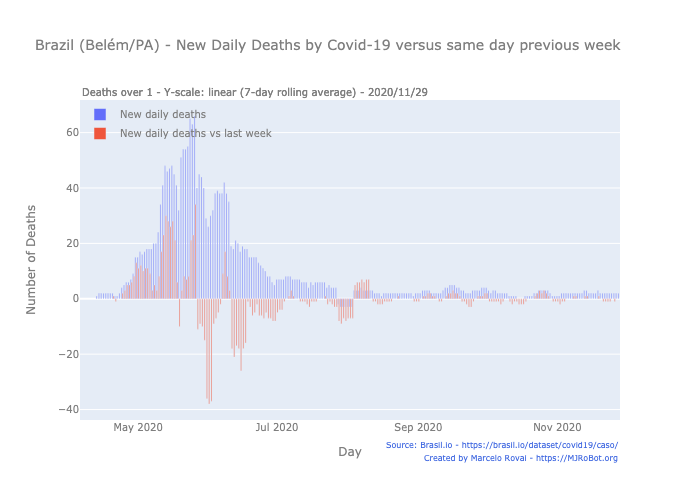 Brazil (Belém/PA) - New Daily Deaths by Covid-19 versus same day previous week
Deaths over 1 - Y-scale: linear (7-day rolling average) - 2020/11/29
New daily deaths
New daily deaths vs last week
60
40
20
0
−20
−40
Number of Deaths
May 2020
Jul 2020
Sep 2020
Nov 2020
Day
Source: Brasil.io - https://brasil.io/dataset/covid19/caso/
Created by Marcelo Rovai - https://MJRoBot.org